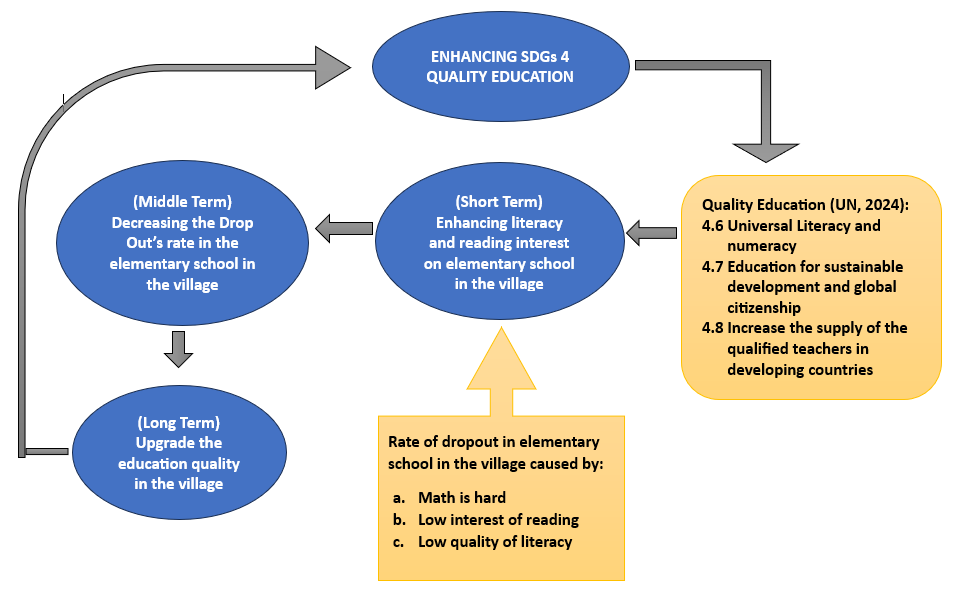 ENHANCING SDGs 4
QUALITY EDUCATION
Quality Education (UN, 2024):
4.6 Universal Literacy and
numeracy
4.7 Education for sustainable
development and global
citizenship
4.8 Increase the supply of the
qualified teachers in
developing countries
(Short Term)
Enhancing literacy
and reading interest
on elementary school
in the village
(Middle Term)
Decreasing the Drop
Out's rate in the
elementary school in
the village
(Long Term)
Upgrade the
education quality
in the village
Rate of dropout in elementary
school in the village caused by:
a. Math is hard
b. Low interest of reading
c. Low quality of literacy